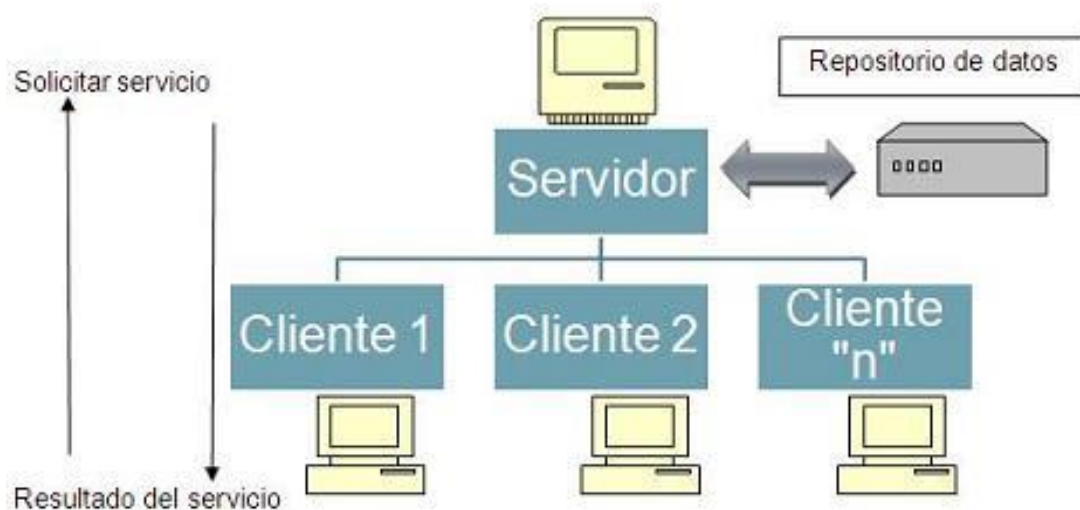 Solicitar servicio
Repositorio de datos
Servidor
Cliente 1
Cliente 2
Cliente
"n"
Resultado del servicio